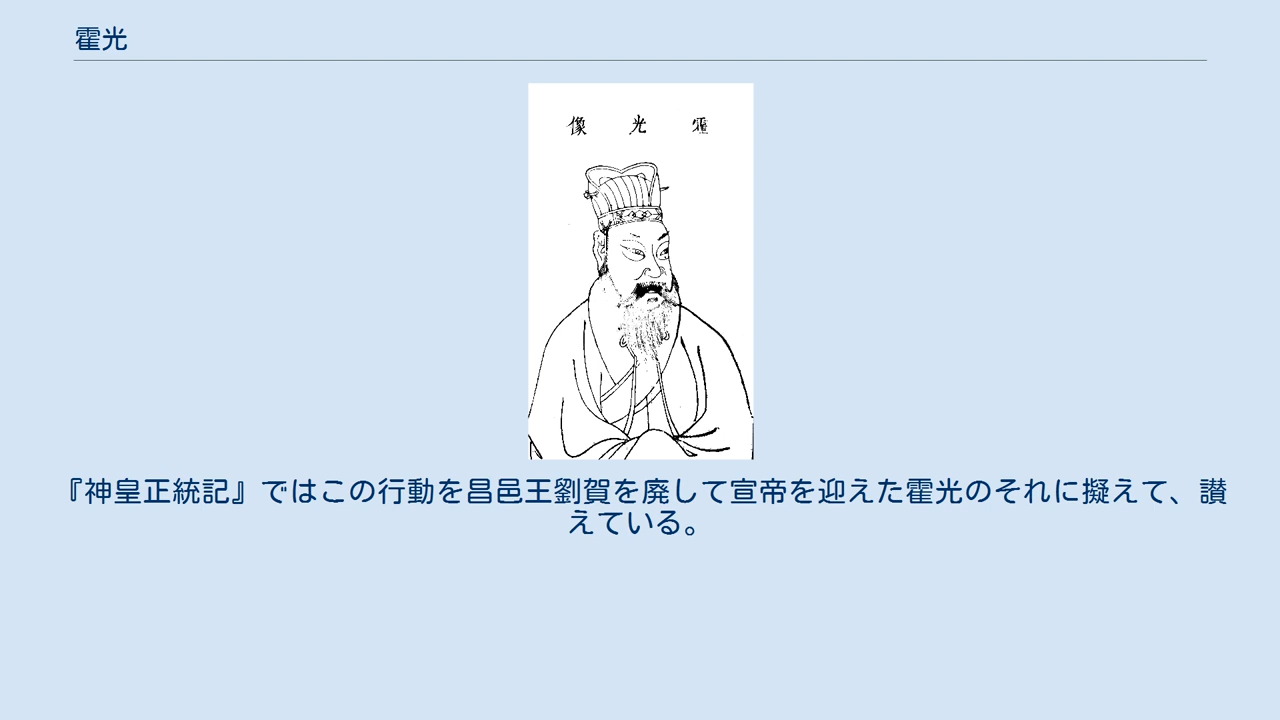 霍光
霍光像
『神皇正統記』ではこの行動を昌邑王劉賀を廃して宣帝を迎えた霍光のそれに擬えて、讃
えている。